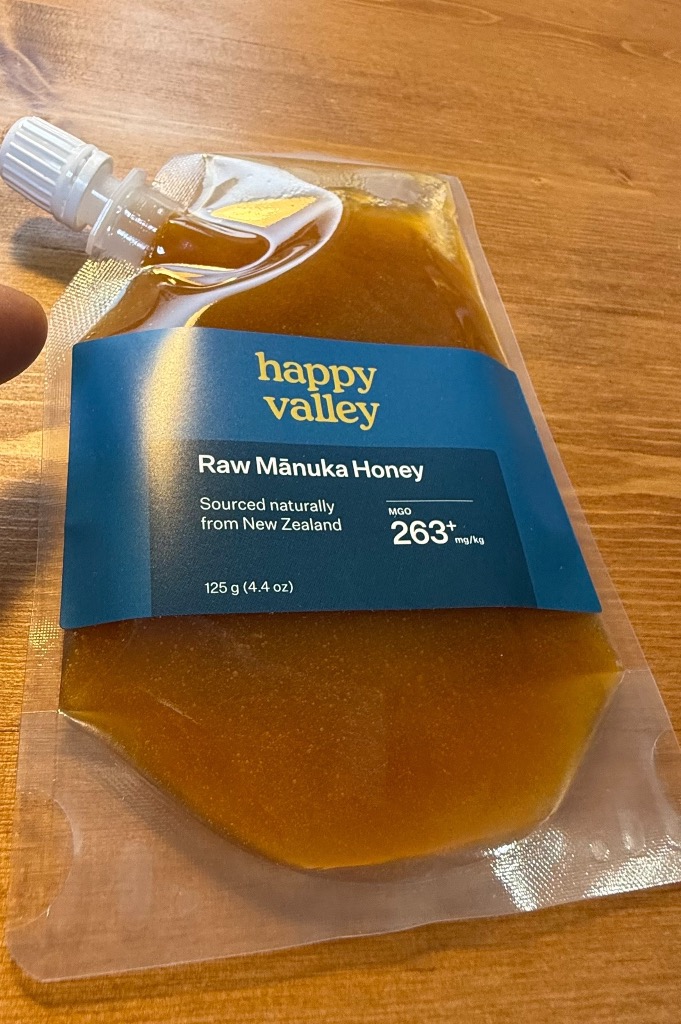 happy
valley
Raw Mānuka Honey
Sourced naturally
from New Zealand
MGO
263+ mg/kg
125 g (4.4 oz)